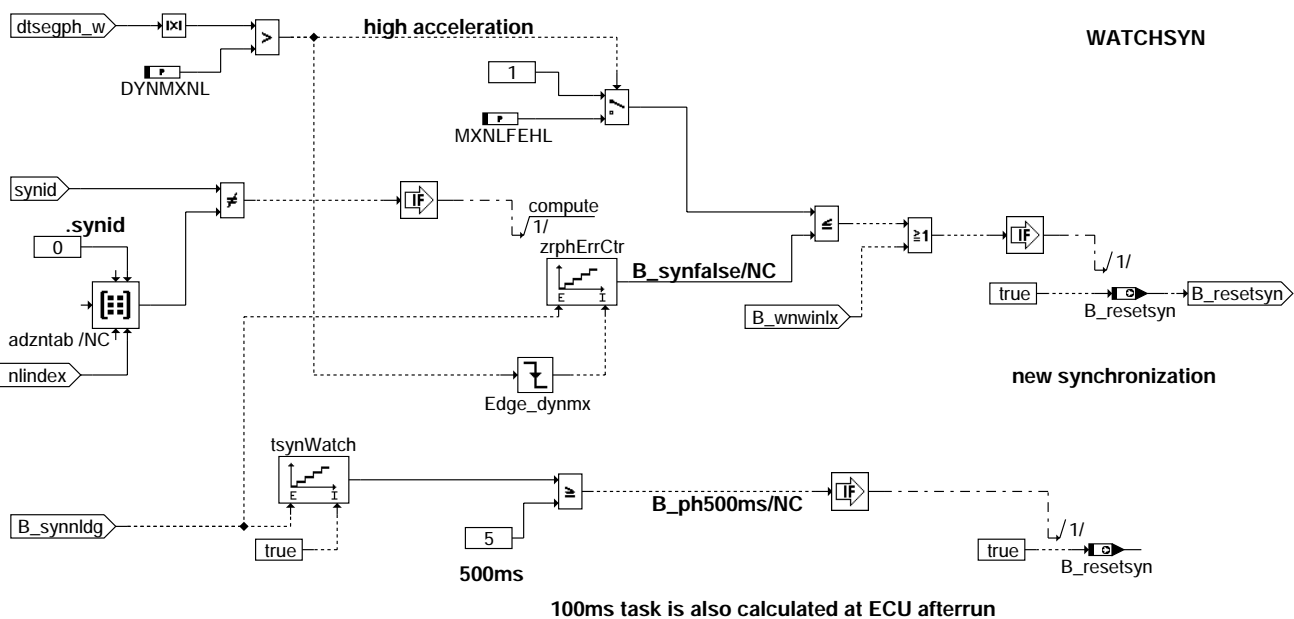 dtsegph_w
|x|
>
high acceleration
WATCHSYN
P
DYNMXNL
1
P
MXNLFEHL
synid
≠
IF
compute
1/
.synid
0
zrphErrCtr
E I
B_synfalse/NC
≤
≧1
IF
1/
true
B_resetsyn
B_resetsyn
B_wnwinlx
adzntab /NC
nlindex
Edge_dynmx
new synchronization
tsynWatch
E I
≥
B_ph500ms/NC
IF
B_synnldg
true
5
500ms
1/
true
B_resetsyn
100ms task is also calculated at ECU afterrun